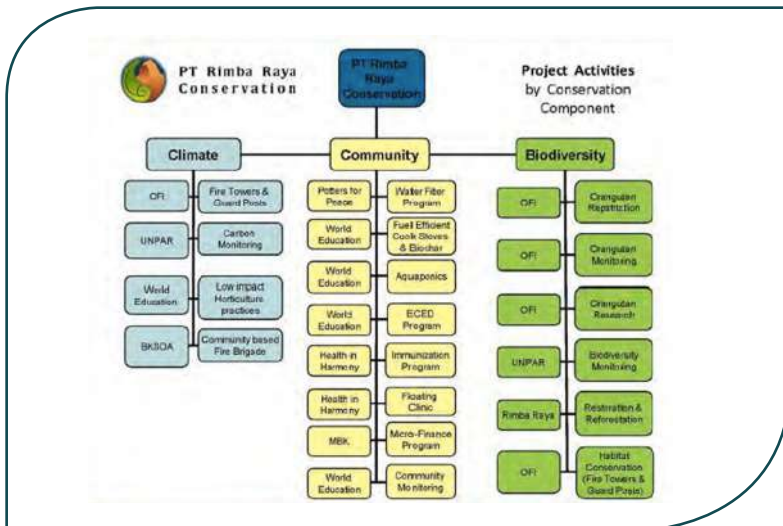 PT Rimba Raya
Conservation
PT Rimba
Raya
Conservation
Project Activities
by Conservation
Component
Climate
Community
Biodiversity
OFI
Fire Towers &
Guard Posts
UNPAR
Carbon
Monitoring
World
Education
Low impact
Horticulture
practices
BKSDA
Community based
Fire Brigade
Potters for
Peace
Water Filter
Program
World
Education
Fuel Efficient
Cook Stoves
& Biochar
World
Education
Aquaponics
World
Education
ECED
Program
Health in
Harmony
Immunization
Program
Health in
Harmony
Floating
Clinic
MBK
Micro-Finance
Program
World
Education
Community
Monitoring
OFI
Orangutan
Repatriation
OFI
Orangutan
Monitoring
OFI
Orangutan
Research
UNPAR
Biodiversity
Monitoring
Rimba Raya
Restoration &
Reforestation
OFI
Habitat
Conservation
(Fire Towers
& Guard Posts)